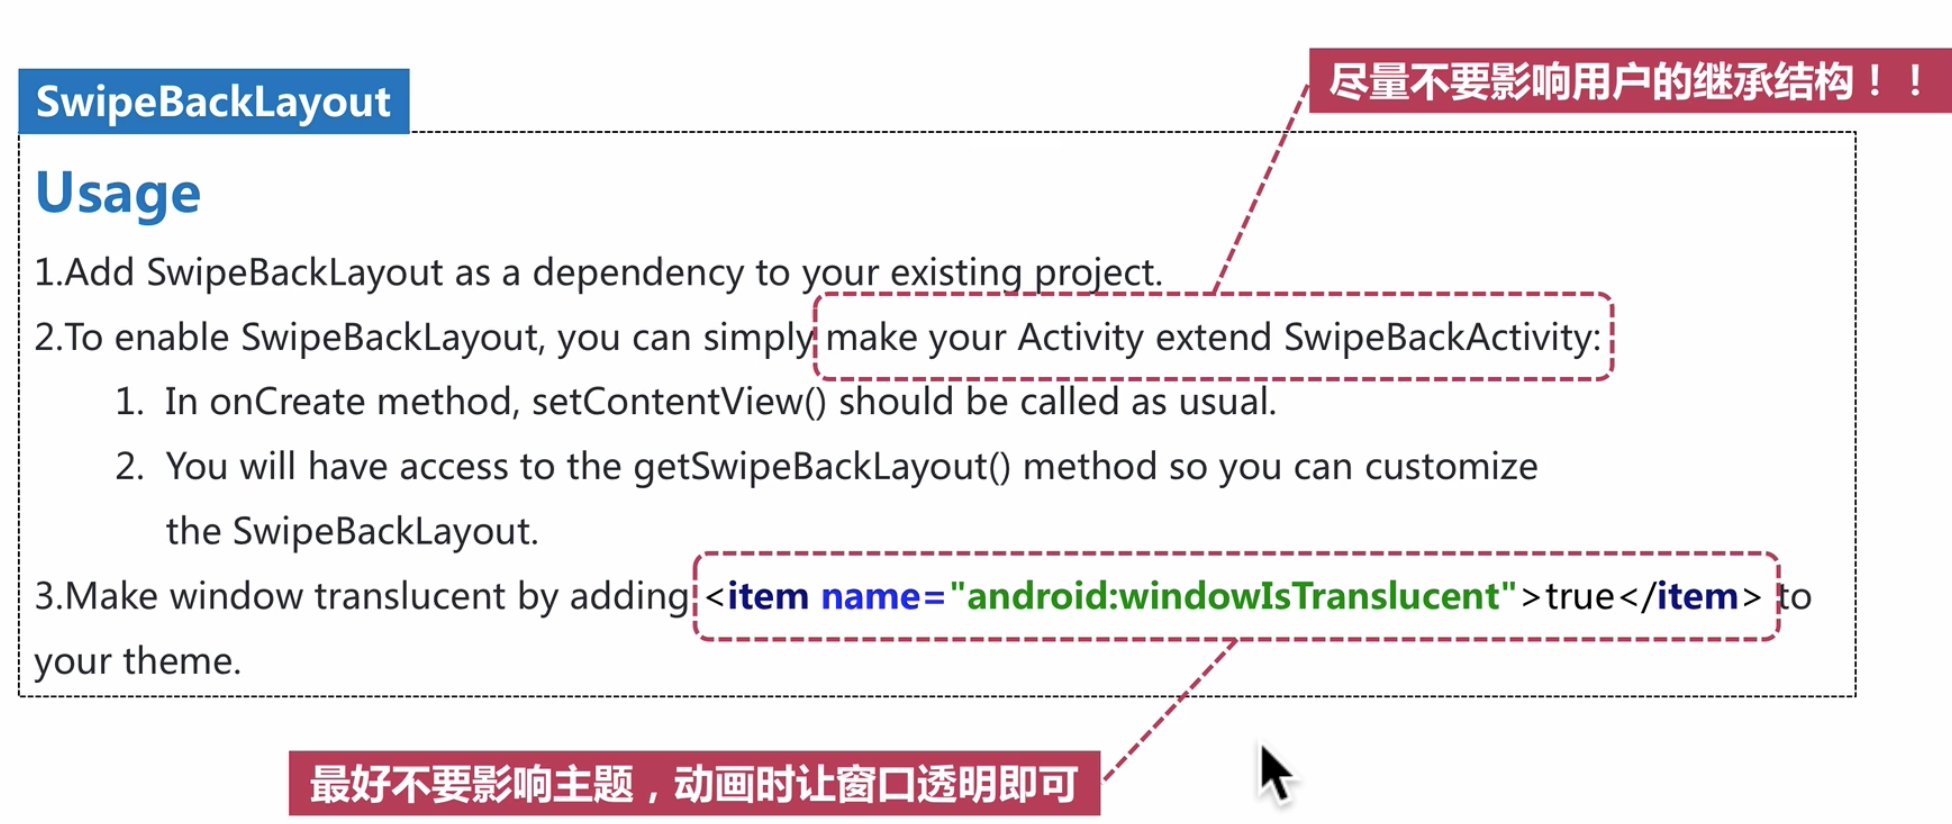 尽量不要影响用户的继承结构！！
SwipeBackLayout
Usage
1.Add SwipeBackLayout as a dependency to your existing project.
2.To enable SwipeBackLayout, you can simply make your Activity extend SwipeBackActivity:
1. In onCreate method, setContentView() should be called as usual.
2. You will have access to the getSwipeBackLayout() method so you can customize
the SwipeBackLayout.
3.Make window translucent by adding <item name="android:windowIsTranslucent">true</item> to
your theme.
最好不要影响主题，动画时让窗口透明即可